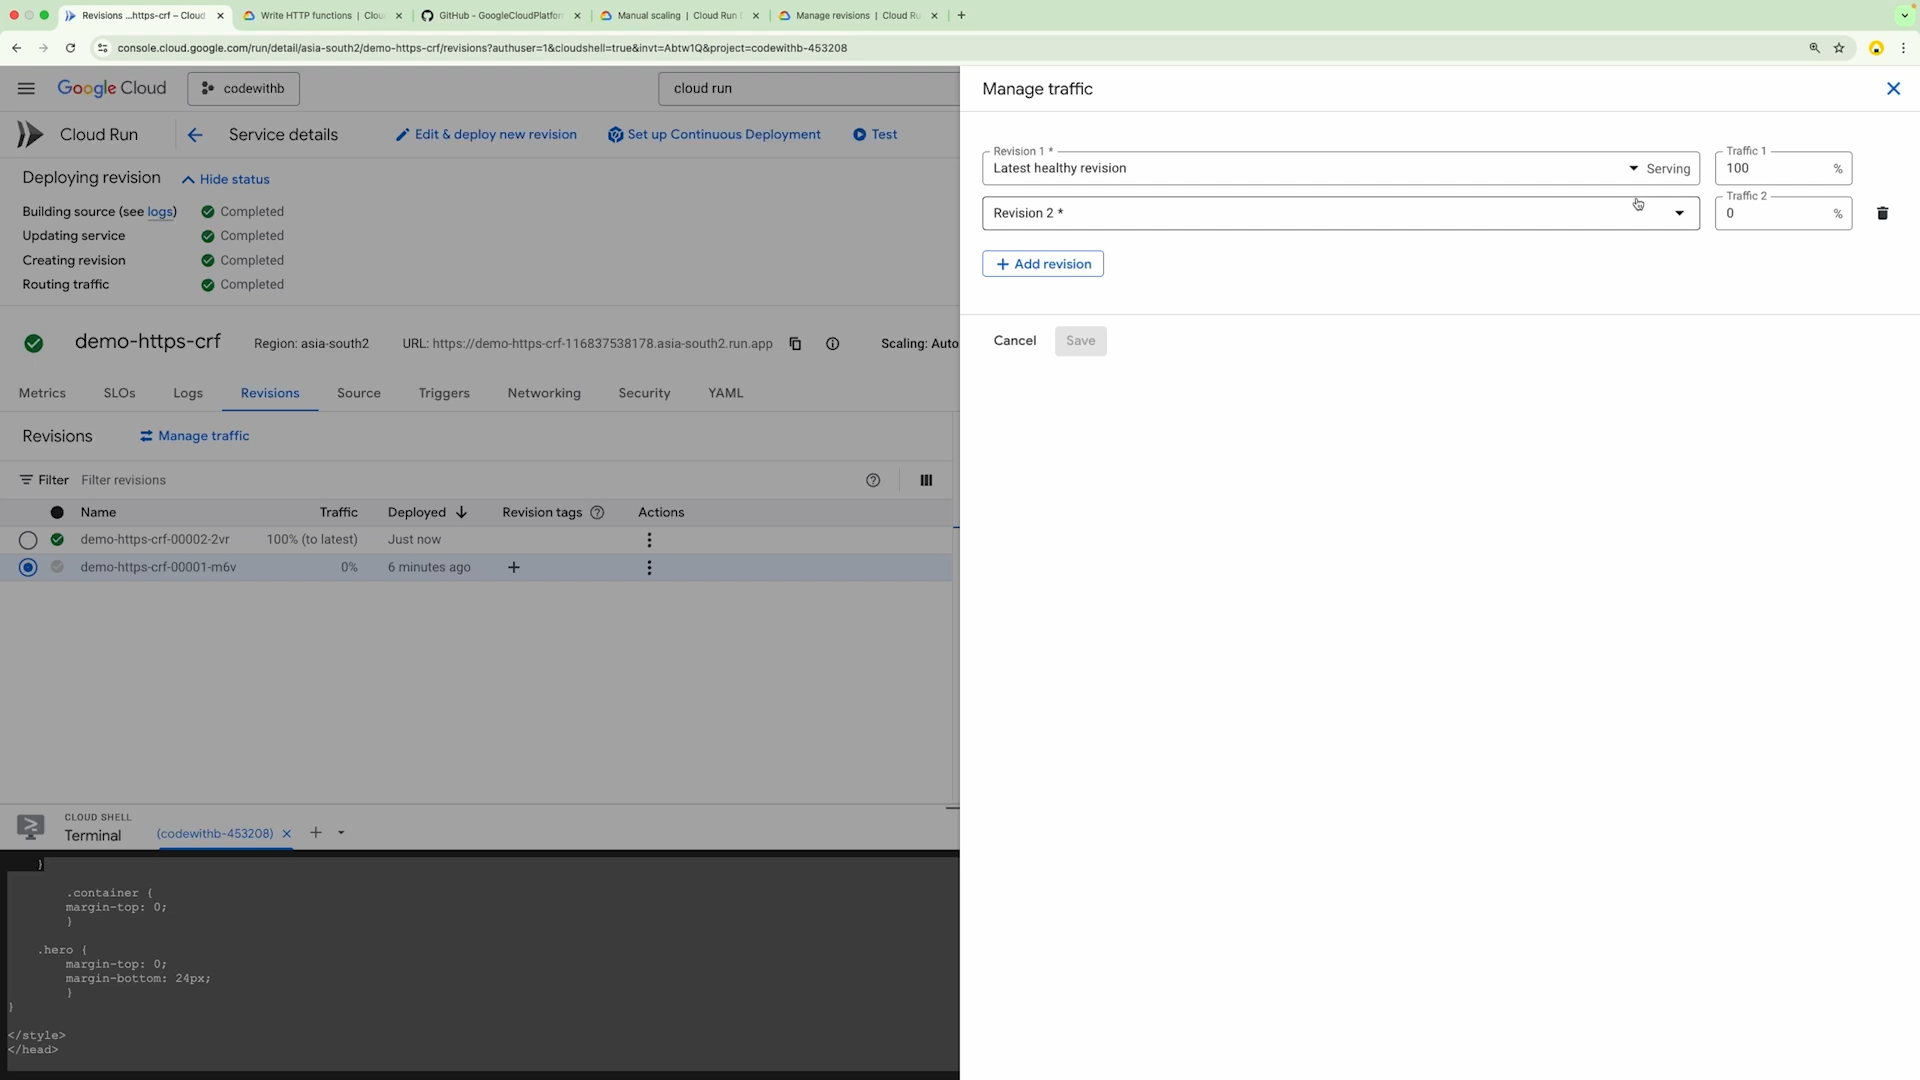 Revisions ...https-crf – Cloud
Write HTTP functions | Clou
GitHub - GoogleCloudPlatfor
Manual scaling | Cloud Run
Manage revisions | Cloud Ru
console.cloud.google.com/run/detail/asia-south2/demo-https-crf/revisions?authuser=1&cloudshell=true&invt=Abtw1Q&project=codewithb-453208
Google Cloud
codewithb
cloud run
Cloud Run
Service details
Edit & deploy new revision
Set up Continuous Deployment
Test
Deploying revision
Hide status
Building source (see logs)
Completed
Updating service
Completed
Creating revision
Completed
Routing traffic
Completed
demo-https-crf
Region: asia-south2
URL: https://demo-https-crf-116837538178.asia-south2.run.app
Scaling: Auto
Metrics
SLOs
Logs
Revisions
Source
Triggers
Networking
Security
YAML
Revisions
Manage traffic
Filter
Filter revisions
Name
Traffic
Deployed
Revision tags
Actions
demo-https-crf-00002-2vr
100% (to latest)
Just now
demo-https-crf-00001-m6v
0%
6 minutes ago
CLOUD SHELL
Terminal
(codewithb-453208)
}
.container {
margin-top: 0;
}
.hero {
margin-top: 0;
margin-bottom: 24px;
}
}
</style>
</head>
Manage traffic
Revision 1 *
Latest healthy revision
Serving
Traffic 1
100
%
Revision 2 *
Traffic 2
0
%
Add revision
Cancel
Save